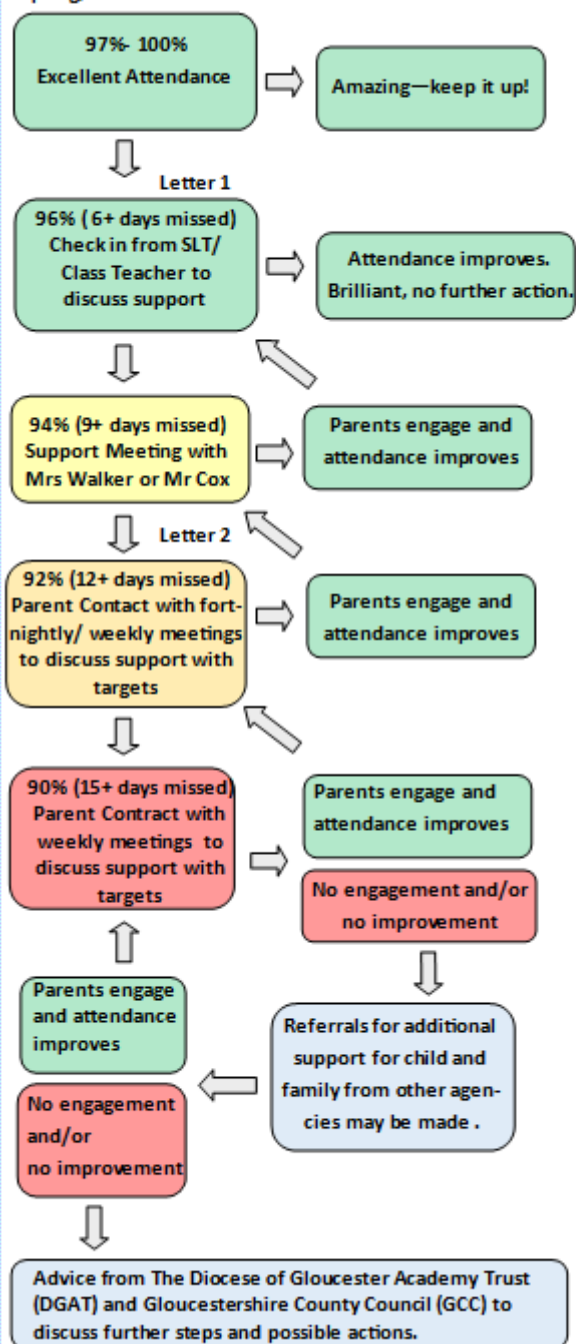 97%- 100%
Excellent Attendance
Amazing—keep it up!
Letter 1
96% ( 6+ days missed)
Check in from SLT/
Class Teacher to
discuss support
Attendance improves.
Brilliant, no further action.
94% (9+ days missed)
Support Meeting with
Mrs Walker or Mr Cox
Parents engage and
attendance improves
Letter 2
92% (12+ days missed)
Parent Contact with fort-
nightly/ weekly meetings
to discuss support with
targets
Parents engage and
attendance improves
90% (15+ days missed)
Parent Contract with
weekly meetings to
discuss support with
targets
Parents engage and
attendance improves
No engagement and/or
no improvement
Referrals for additional
support for child and
family from other agen-
cies may be made .
Parents engage
and attendance
improves
No engagement
and/or
no improvement
Advice from The Diocese of Gloucester Academy Trust
(DGAT) and Gloucestershire County Council (GCC) to
discuss further steps and possible actions.